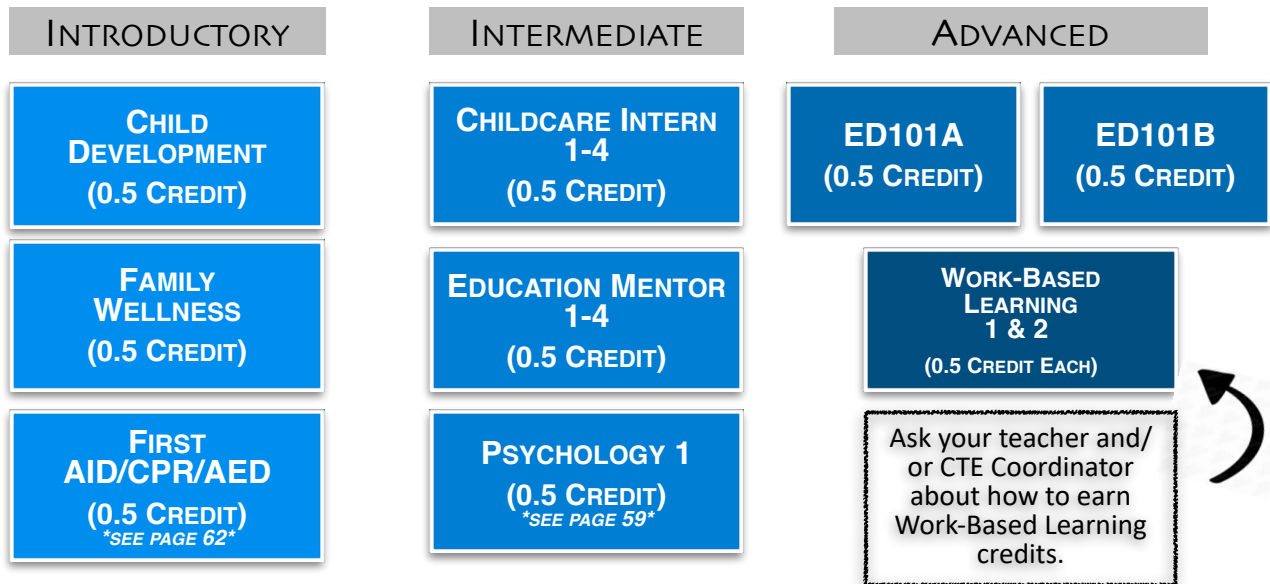 INTRODUCTORY
CHILD
DEVELOPMENT
(0.5 CREDIT)
FAMILY
WELLNESS
(0.5 CREDIT)
FIRST
AID/CPR/AED
(0.5 CREDIT)
*SEE PAGE 62*
INTERMEDIATE
CHILDCARE INTERN
1-4
(0.5 CREDIT)
EDUCATION MENTOR
1-4
(0.5 CREDIT)
PSYCHOLOGY 1
(0.5 CREDIT)
*SEE PAGE 59*
ADVANCED
ED101A
(0.5 CREDIT)
ED101B
(0.5 CREDIT)
WORK-BASED
LEARNING
1 & 2
(0.5 CREDIT EACH)
Ask your teacher and/
or CTE Coordinator
about how to earn
Work-Based Learning
credits.